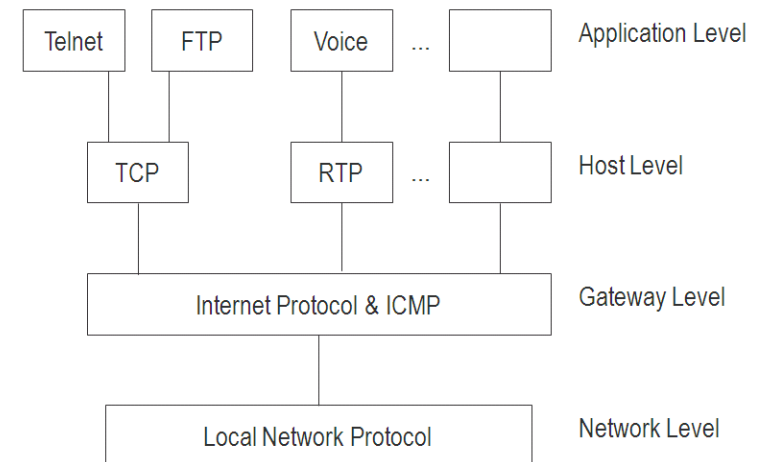 Telnet FTP Voice ... Application Level
TCP RTP ... Host Level
Internet Protocol & ICMP Gateway Level
Local Network Protocol Network Level